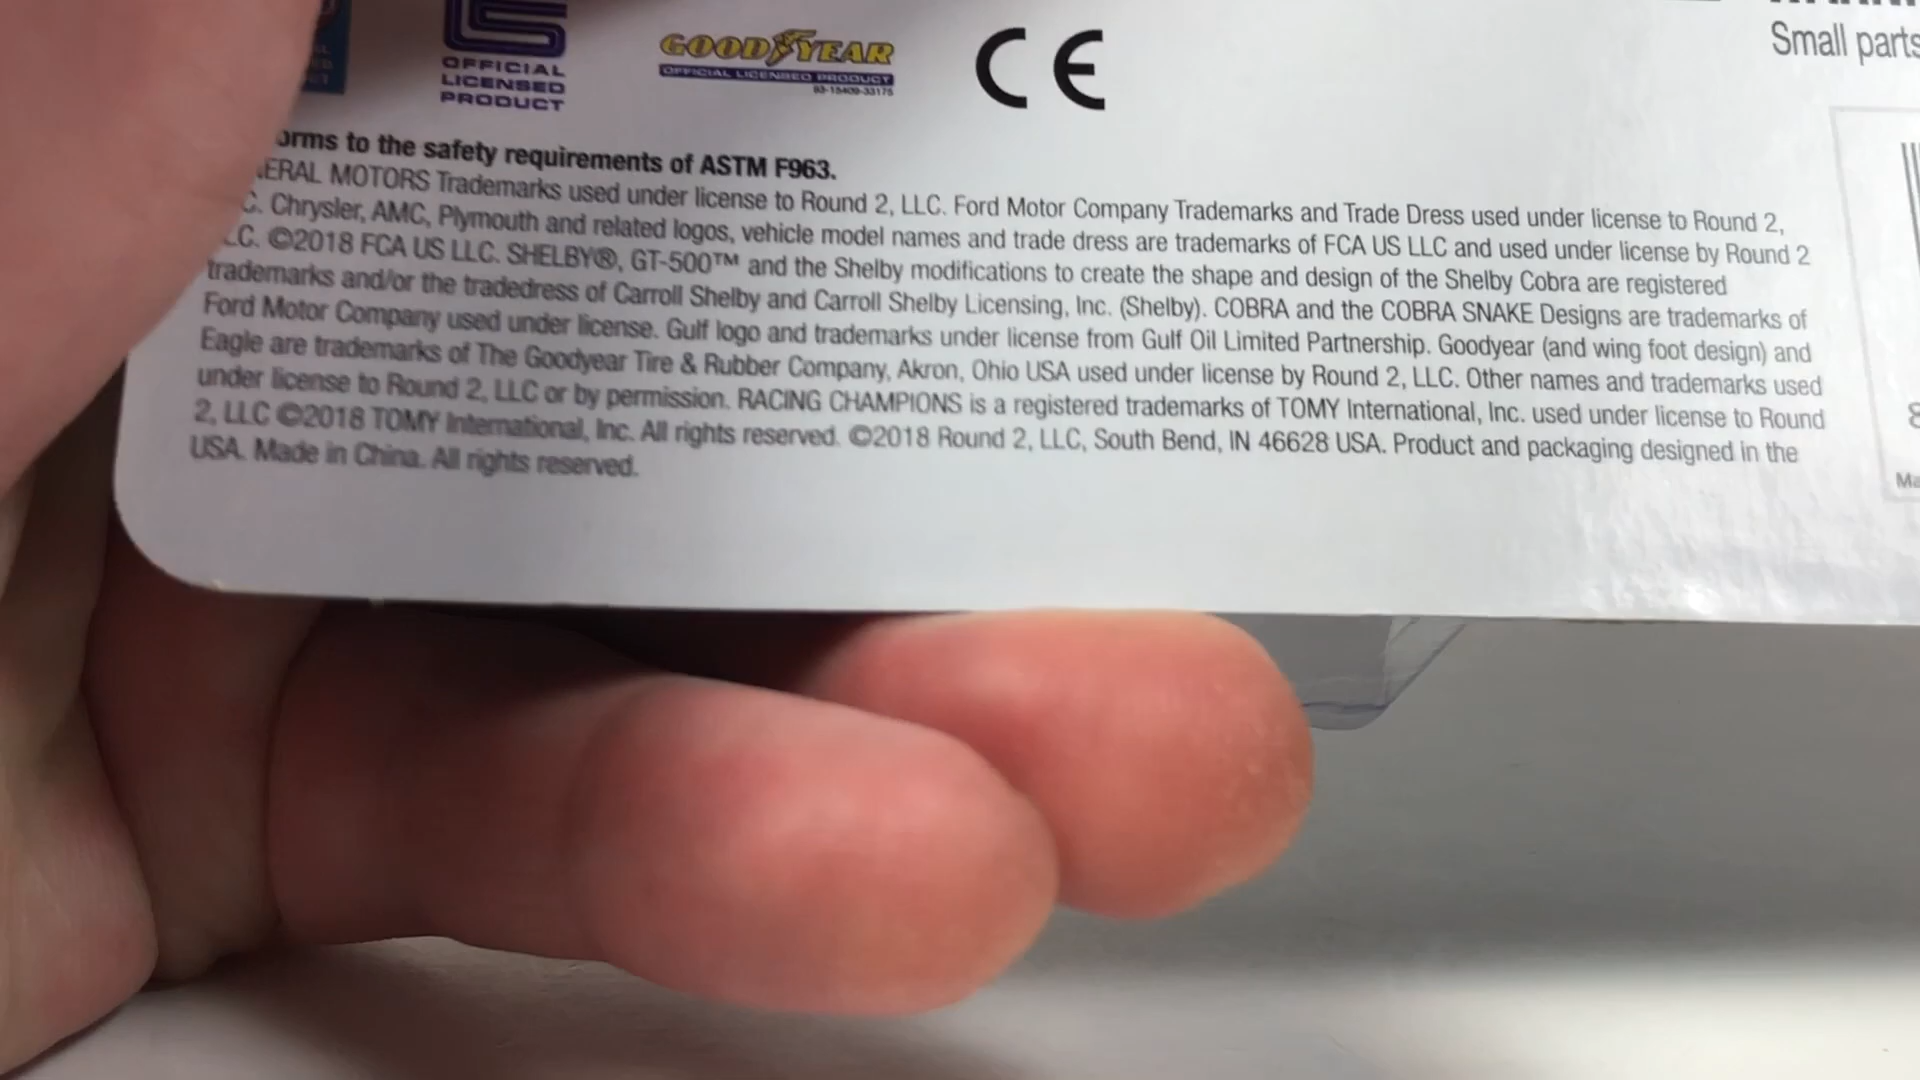 OFFICIAL
LICENSED
PRODUCT
GOODYEAR
OFFICIAL LICENSED PRODUCT
CE
Small parts
orms to the safety requirements of ASTM F963.
ERAL MOTORS Trademarks used under license to Round 2, LLC. Ford Motor Company Trademarks and Trade Dress used under license to Round 2,
C. Chrysler, AMC, Plymouth and related logos, vehicle model names and trade dress are trademarks of FCA US LLC and used under license by Round 2
LC. ©2018 FCA US LLC. SHELBY®, GT-500™ and the Shelby modifications to create the shape and design of the Shelby Cobra are registered
trademarks and/or the tradedress of Carroll Shelby and Carroll Shelby Licensing, Inc. (Shelby). COBRA and the COBRA SNAKE Designs are trademarks of
Ford Motor Company used under license. Gulf logo and trademarks under license from Gulf Oil Limited Partnership. Goodyear (and wing foot design) and
Eagle are trademarks of The Goodyear Tire & Rubber Company, Akron, Ohio USA used under license by Round 2, LLC. Other names and trademarks used
under license to Round 2, LLC or by permission. RACING CHAMPIONS is a registered trademarks of TOMY International, Inc. used under license to Round
2, LLC ©2018 TOMY International, Inc. All rights reserved. ©2018 Round 2, LLC, South Bend, IN 46628 USA. Product and packaging designed in the
USA. Made in China. All rights reserved.
8
Ma